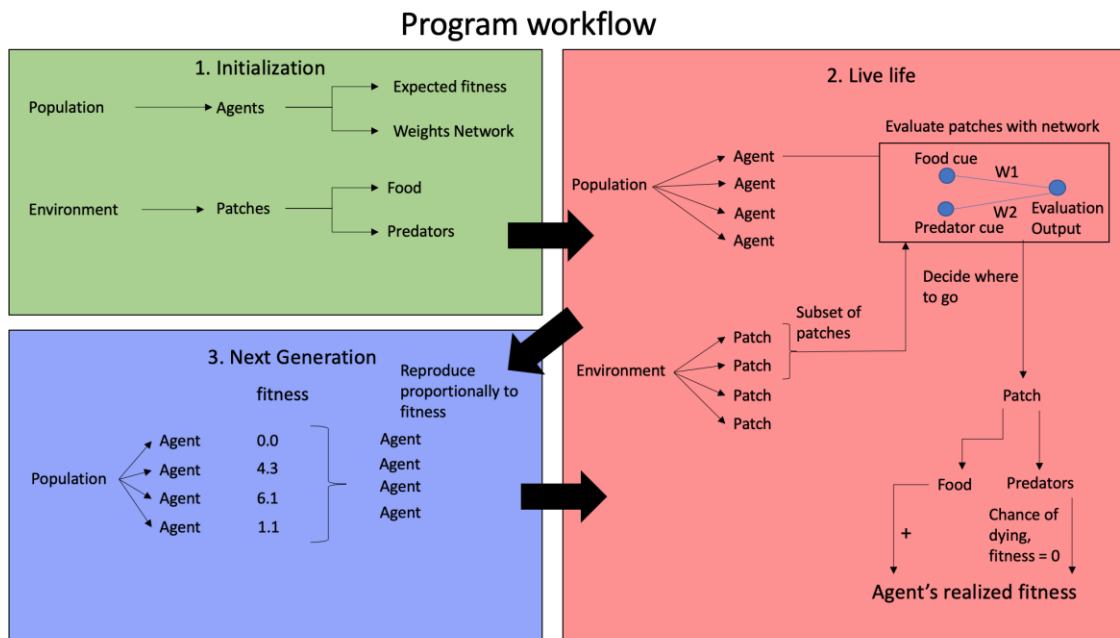 Program workflow
1. Initialization
Population
Agents
Expected fitness
Weights Network
Environment
Patches
Food
Predators
2. Live life
Evaluate patches with network
Population
Agent
Agent
Agent
Agent
Food cue
W1
W2
Predator cue
Evaluation
Output
Decide where
to go
Subset of
patches
Environment
Patch
Patch
Patch
Patch
Patch
Food
Predators
+
Chance of
dying,
fitness = 0
Agent's realized fitness
3. Next Generation
fitness
Reproduce
proportionally to
fitness
Population
Agent 0.0 Agent
Agent 4.3 Agent
Agent 6.1 Agent
Agent 1.1 Agent